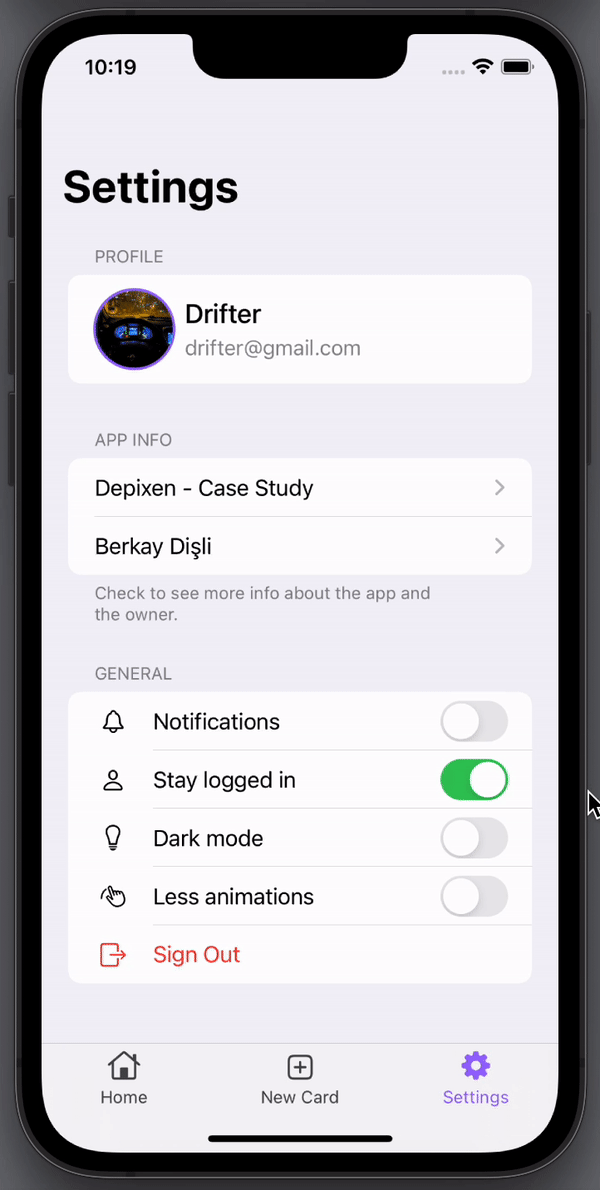 10:19
Settings
PROFILE
Drifter
drifter@gmail.com
APP INFO
Depixen - Case Study
Berkay Dişli
Check to see more info about the app and
the owner.
GENERAL
Notifications
Stay logged in
Dark mode
Less animations
Sign Out
Home
New Card
Settings